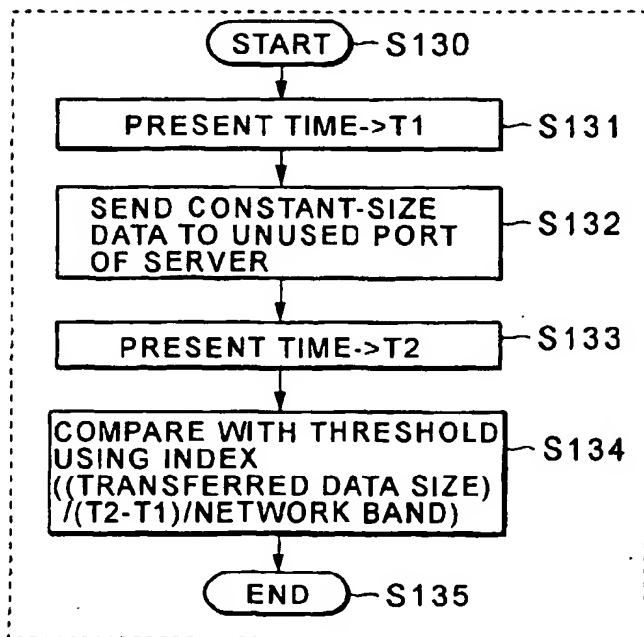 START S130
PRESENT TIME->T1 S131
SEND CONSTANT-SIZE
DATA TO UNUSED PORT
OF SERVER
S132
PRESENT TIME->T2 S133
COMPARE WITH THRESHOLD
USING INDEX
((TRANSFERRED DATA SIZE)
/(T2-T1)/NETWORK BAND)
S134
END S135